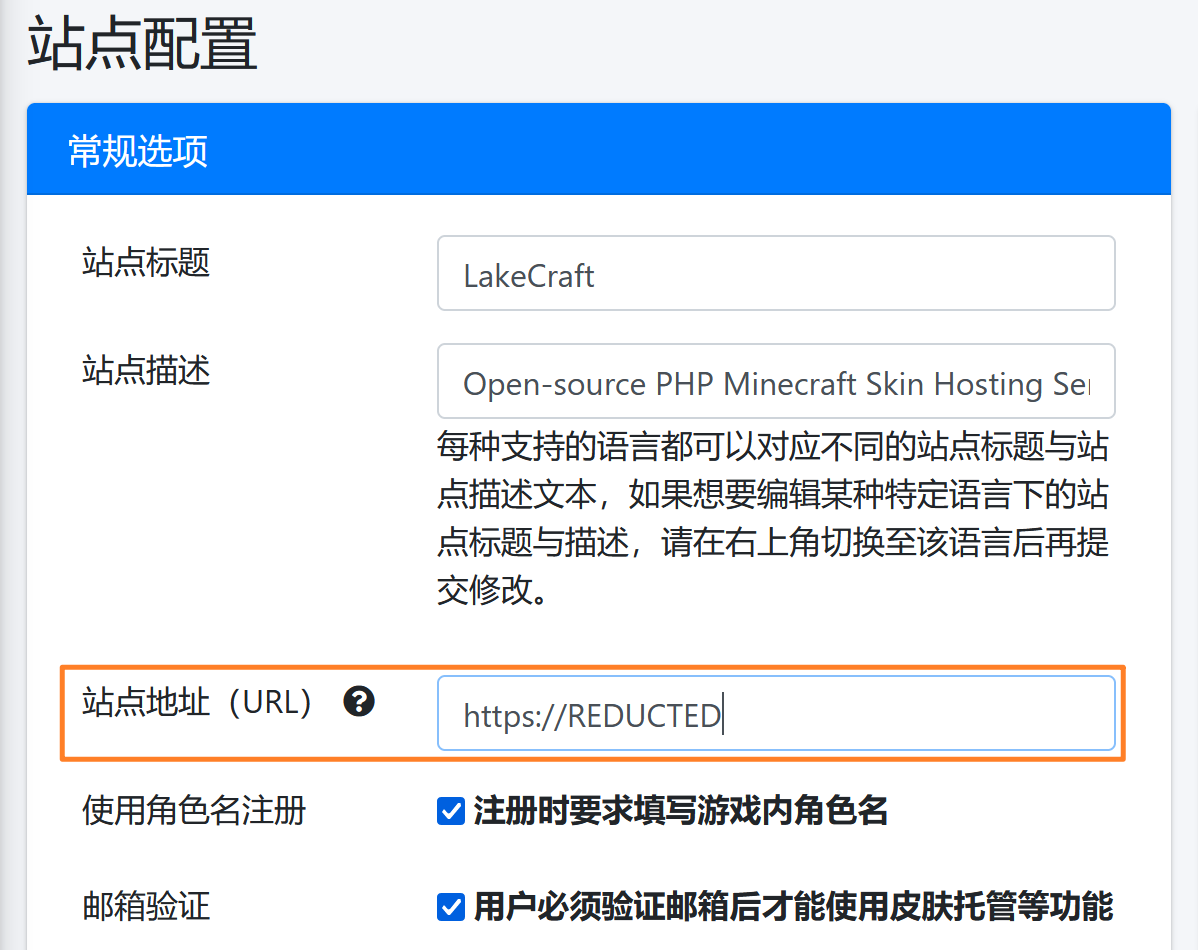 站点配置
常规选项
站点标题
LakeCraft
站点描述
Open-source PHP Minecraft Skin Hosting
每种支持的语言都可以对应不同的站点标题与站
点描述文本，如果想要编辑某种特定语言下的站
点标题与描述，请在右上角切换至该语言后再提
交修改。
站点地址（URL） ?
https://REDUCTED
使用角色名注册
注册时要求填写游戏内角色名
邮箱验证
用户必须验证邮箱后才能使用皮肤托管等功能